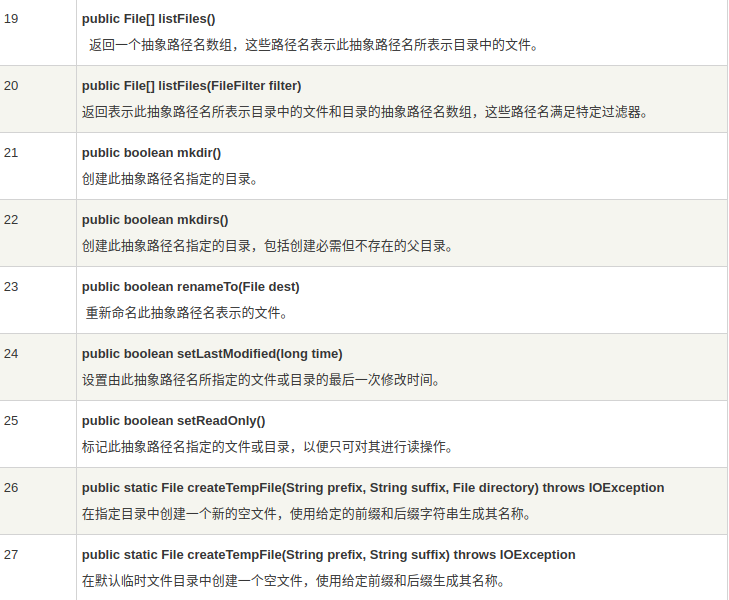 19
public File[] listFiles()
返回一个抽象路径名数组，这些路径名表示此抽象路径名所表示目录中的文件。
20
public File[] listFiles(FileFilter filter)
返回表示此抽象路径名所表示目录中的文件和目录的抽象路径名数组，这些路径名满足特定过滤器。
21
public boolean mkdir()
创建此抽象路径名指定的目录。
22
public boolean mkdirs()
创建此抽象路径名指定的目录，包括创建必需但不存在的父目录。
23
public boolean renameTo(File dest)
重新命名此抽象路径名表示的文件。
24
public boolean setLastModified(long time)
设置由此抽象路径名所指定的文件或目录的最后一次修改时间。
25
public boolean setReadOnly()
标记此抽象路径名指定的文件或目录，以便只可对其进行读操作。
26
public static File createTempFile(String prefix, String suffix, File directory) throws IOException
在指定目录中创建一个新的空文件，使用给定的前缀和后缀字符串生成其名称。
27
public static File createTempFile(String prefix, String suffix) throws IOException
在默认临时文件目录中创建一个空文件，使用给定前缀和后缀生成其名称。